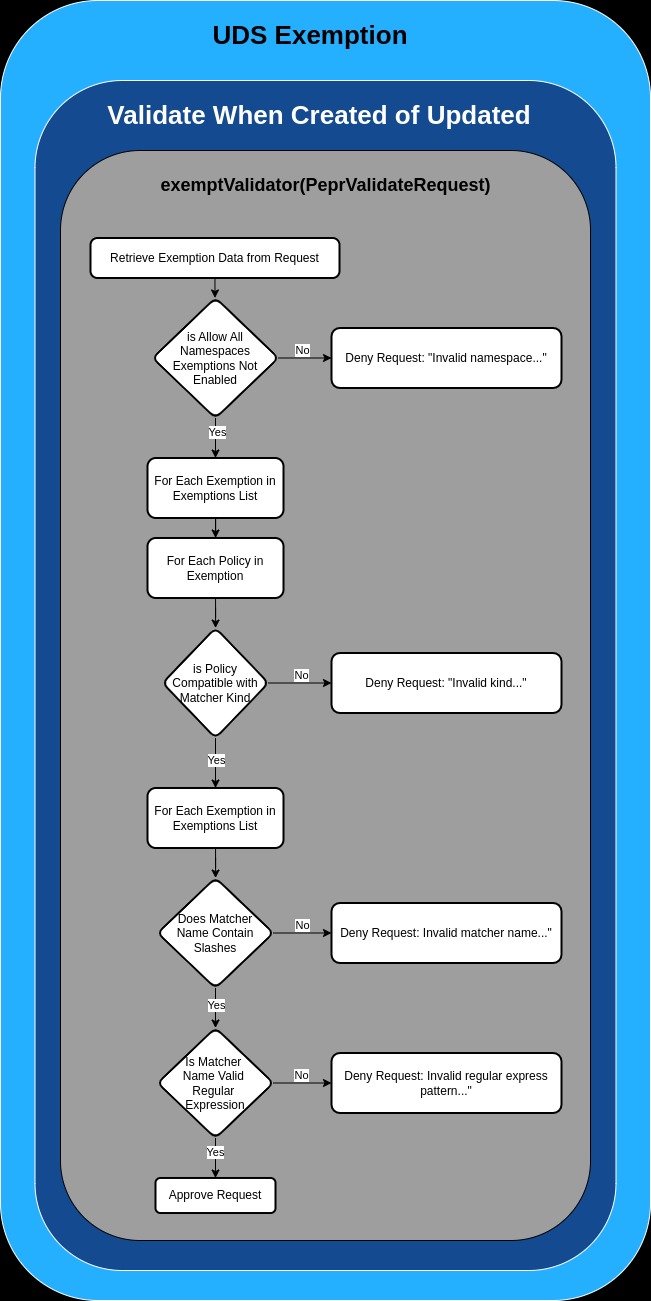 UDS Exemption
Validate When Created of Updated
exemptValidator(PeprValidateRequest)
Retrieve Exemption Data from Request
is Allow All
Namespaces
Exemptions Not
Enabled
No
Deny Request: "Invalid namespace..."
Yes
For Each Exemption in
Exemptions List
For Each Policy in
Exemption
is Policy
Compatible with
Matcher Kind
No
Deny Request: "Invalid kind..."
Yes
For Each Exemption in
Exemptions List
Does Matcher
Name Contain
Slashes
No
Deny Request: Invalid matcher name..."
Yes
Is Matcher
Name Valid
Regular
Expression
No
Deny Request: Invalid regular express
pattern..."
Yes
Approve Request